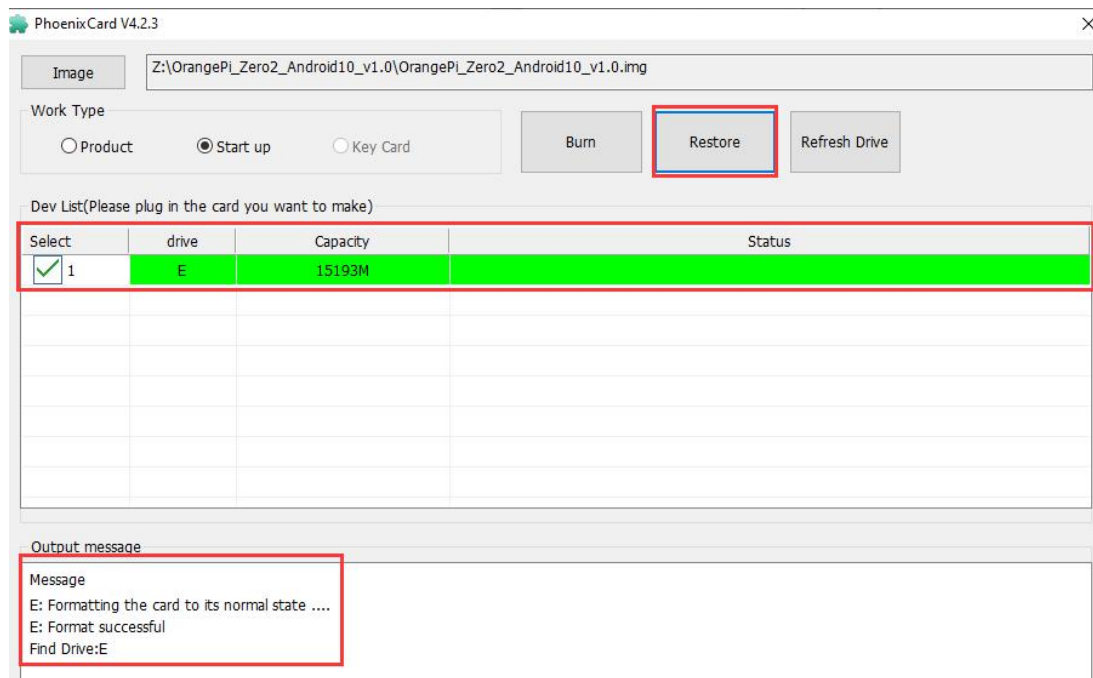 PhoenixCard V4.2.3
Image
Z:\OrangePi_Zero2_Android10_v1.0\OrangePi_Zero2_Android10_v1.0.img
Work Type
Product Start up Key Card
Burn Restore Refresh Drive
Dev List(Please plug in the card you want to make)
Select drive Capacity Status
1 E 15193M
Output message
Message
E: Formatting the card to its normal state ....
E: Format successful
Find Drive:E